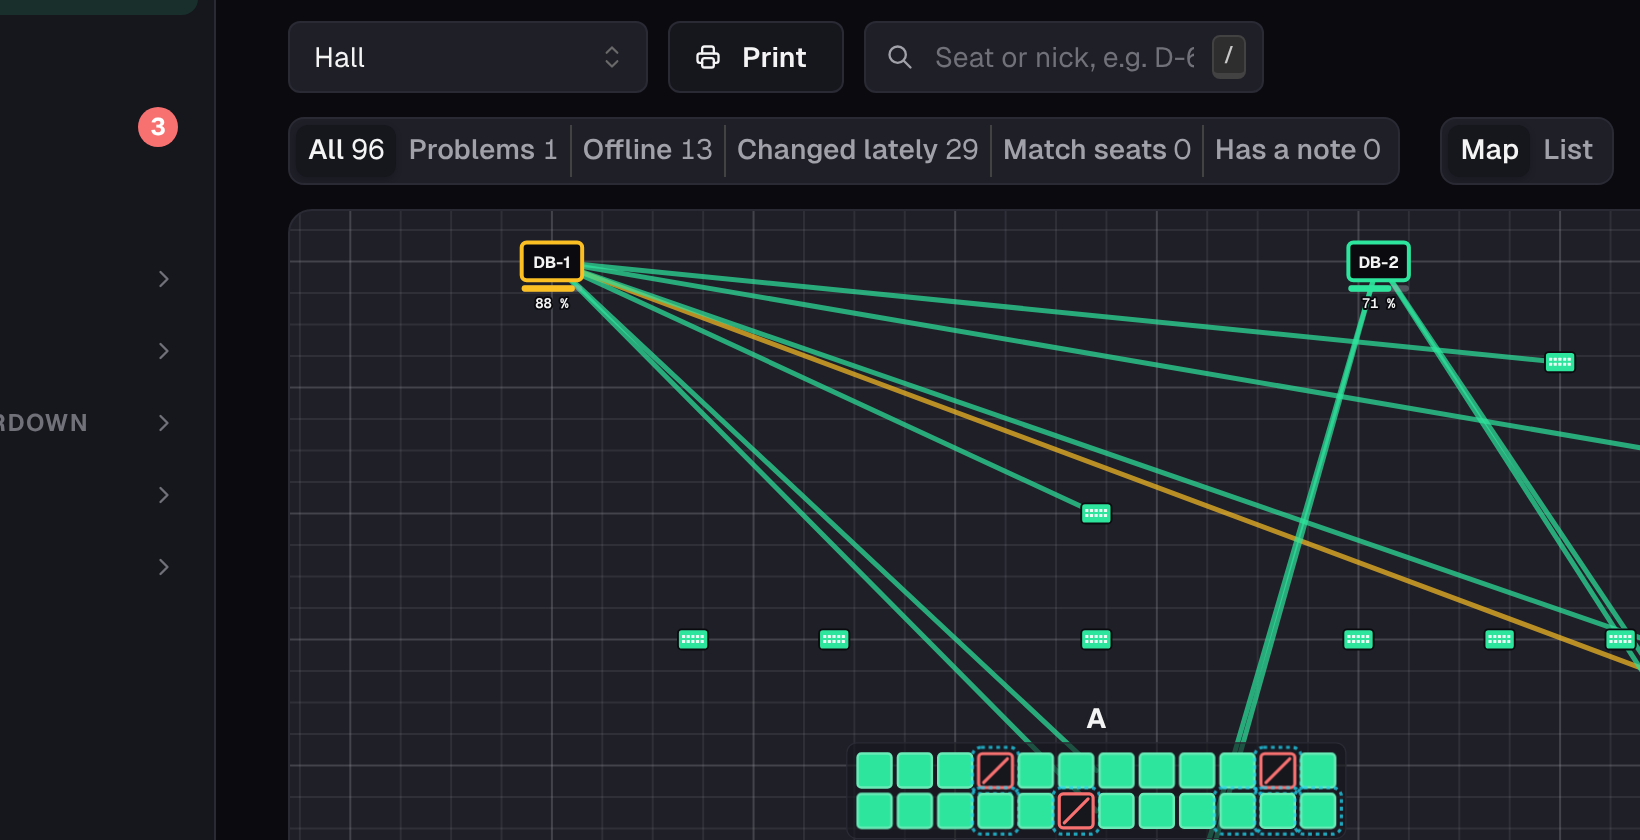 Hall
Print
Seat or nick, e.g. D-6
/
3
All 96
Problems 1
Offline 13
Changed lately 29
Match seats 0
Has a note 0
Map
List
DB-1
88 %
DB-2
71 %
RDOWN
A